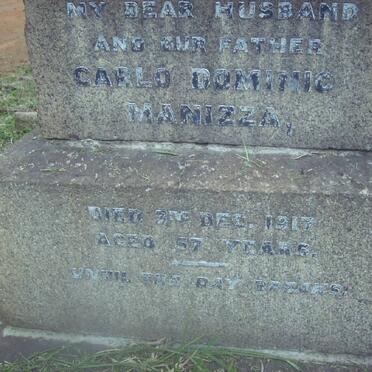 MY DEAR HUSBAND
AND OUR FATHER
CARLO DOMINIC
MANIZZA,
DIED 3RD DEC. 1917
AGED 57 YEARS.
UNTIL THE DAY BREAKS.